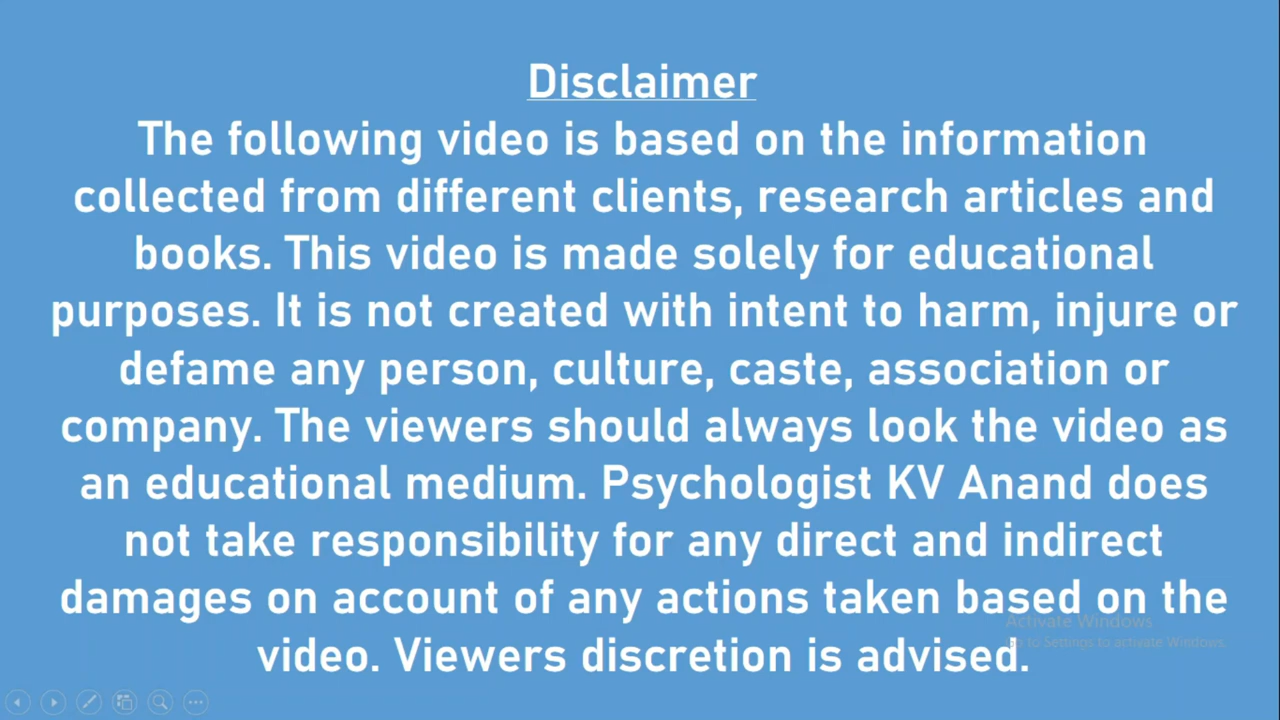 Disclaimer
The following video is based on the information
collected from different clients, research articles and
books. This video is made solely for educational
purposes. It is not created with intent to harm, injure or
defame any person, culture, caste, association or
company. The viewers should always look the video as
an educational medium. Psychologist KV Anand does
not take responsibility for any direct and indirect
damages on account of any actions taken based on the
video. Viewers discretion is advised.
Activate Windows
Go to Settings to activate Windows.